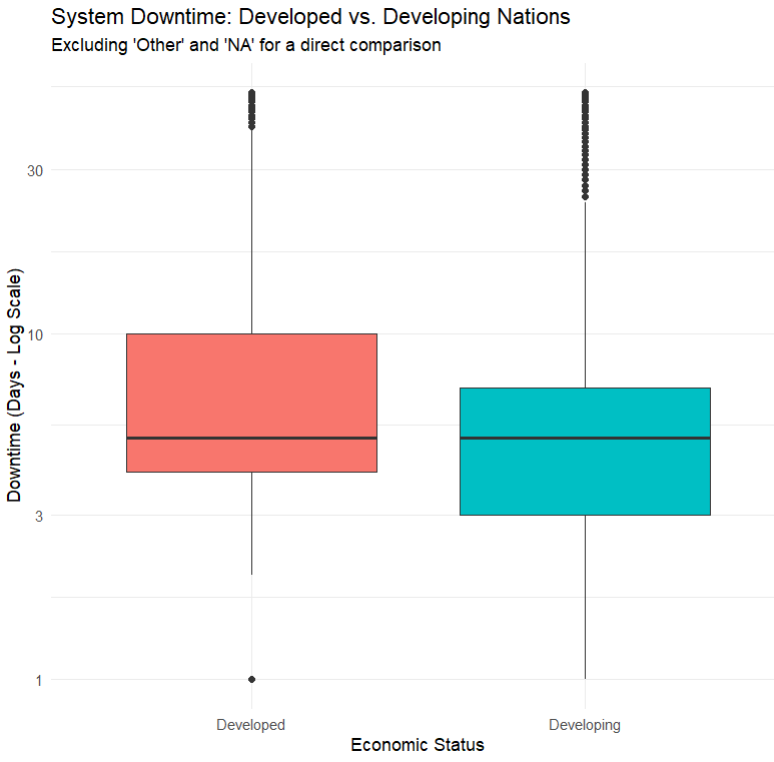 System Downtime: Developed vs. Developing Nations
Excluding 'Other' and 'NA' for a direct comparison
Downtime (Days - Log Scale)
30
10
3
1
Developed
Developing
Economic Status